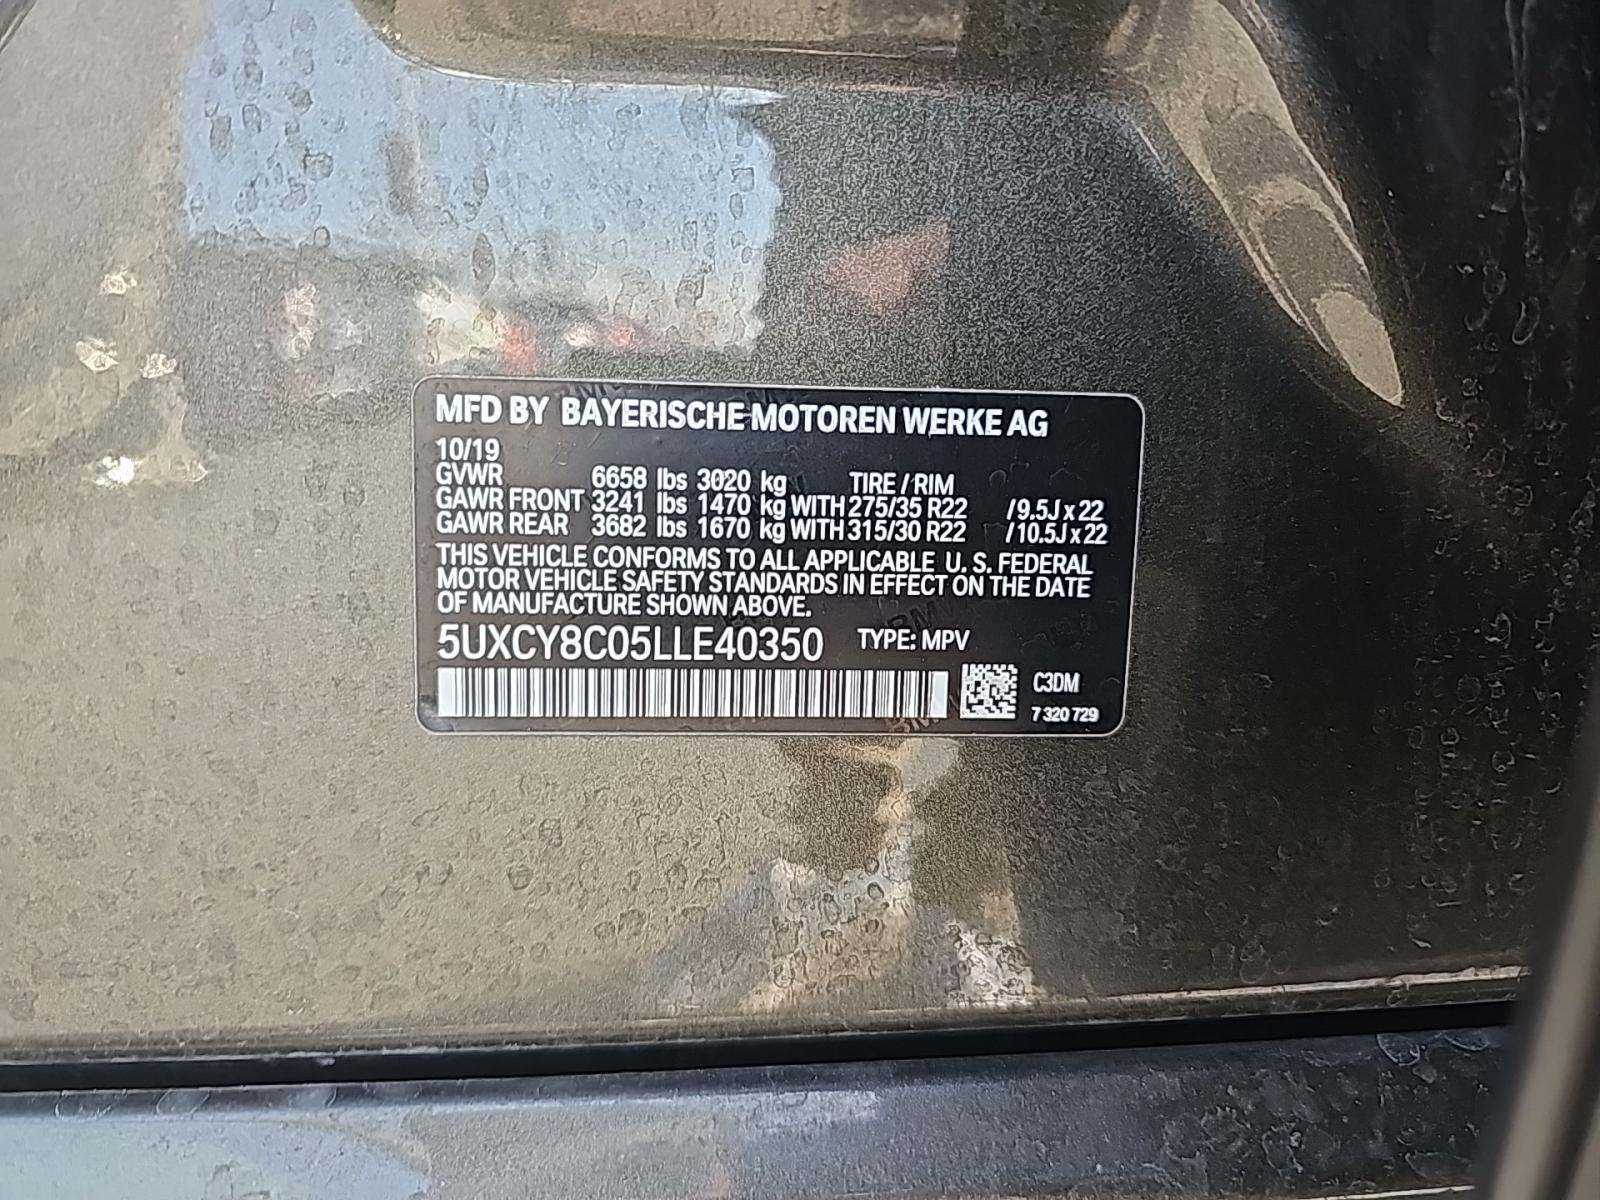 MFD BY BAYERISCHE MOTOREN WERKE AG
10/19
GVWR 6658 lbs 3020 kg TIRE / RIM
GAWR FRONT 3241 lbs 1470 kg WITH 275/35 R22 /9.5J x 22
GAWR REAR 3682 lbs 1670 kg WITH 315/30 R22 /10.5J x 22
THIS VEHICLE CONFORMS TO ALL APPLICABLE U. S. FEDERAL
MOTOR VEHICLE SAFETY STANDARDS IN EFFECT ON THE DATE
OF MANUFACTURE SHOWN ABOVE.
5UXCY8C05LLE40350 TYPE: MPV
C3DM
7 320 729